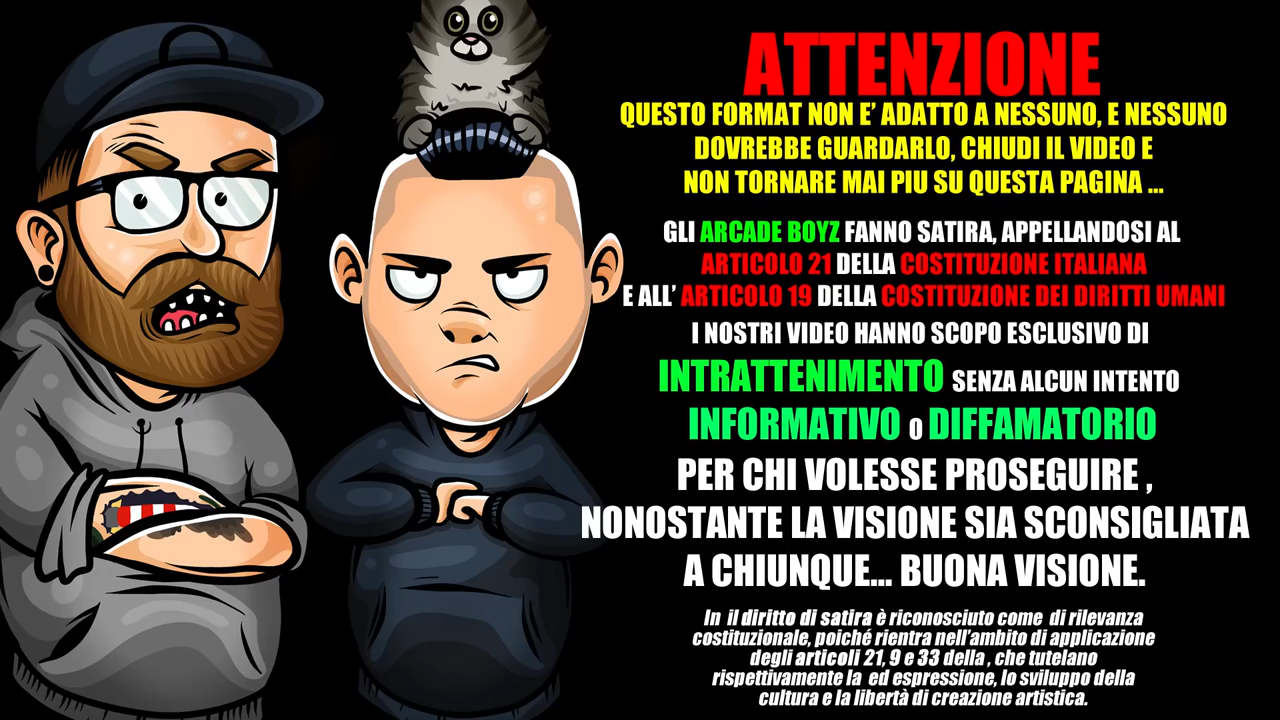 ATTENZIONE
QUESTO FORMAT NON E' ADATTO A NESSUNO, E NESSUNO
DOVREBBE GUARDARLO, CHIUDI IL VIDEO E
NON TORNARE MAI PIU SU QUESTA PAGINA ...
GLI ARCADE BOYZ FANNO SATIRA, APPELLANDOSI AL
ARTICOLO 21 DELLA COSTITUZIONE ITALIANA
E ALL' ARTICOLO 19 DELLA COSTITUZIONE DEI DIRITTI UMANI
I NOSTRI VIDEO HANNO SCOPO ESCLUSIVO DI
INTRATTENIMENTO SENZA ALCUN INTENTO
INFORMATIVO O DIFFAMATORIO
PER CHI VOLESSE PROSEGUIRE ,
NONOSTANTE LA VISIONE SIA SCONSIGLIATA
A CHIUNQUE... BUONA VISIONE.
In il diritto di satira è riconosciuto come di rilevanza
costituzionale, poiché rientra nell'ambito di applicazione
degli articoli 21, 9 e 33 della , che tutelano
rispettivamente la ed espressione, lo sviluppo della
cultura e la libertà di creazione artistica.